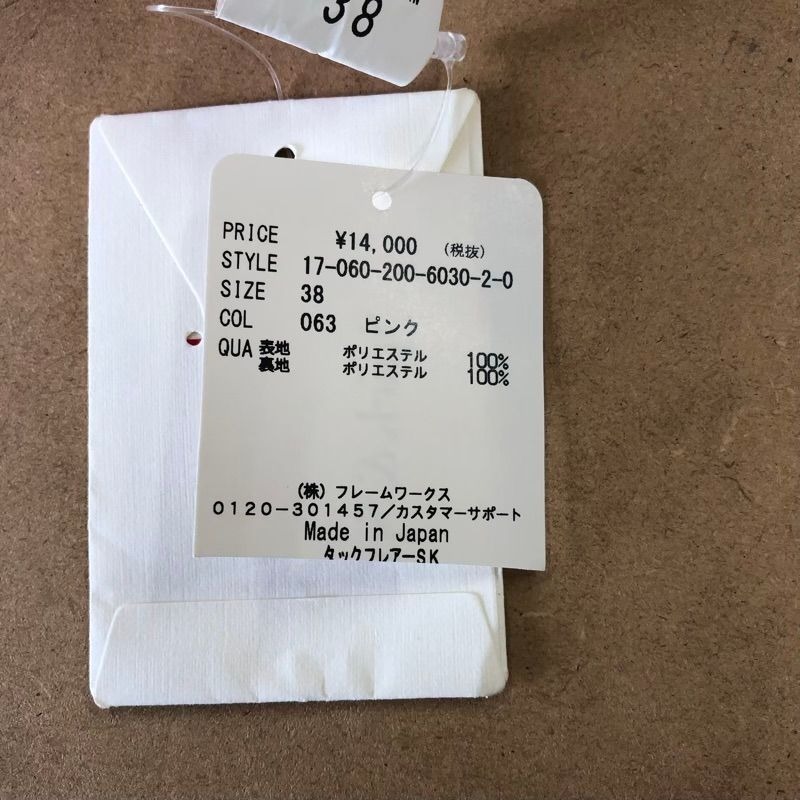 38
PRICE ¥14,000 (税抜)
STYLE 17-060-200-6030-2-0
SIZE 38
COL 063 ピンク
QUA 表地 ポリエステル 100%
裏地 ポリエステル 100%
(株) フレームワークス
0120-301457/カスタマーサポート
Made in Japan
タックフレアーSK